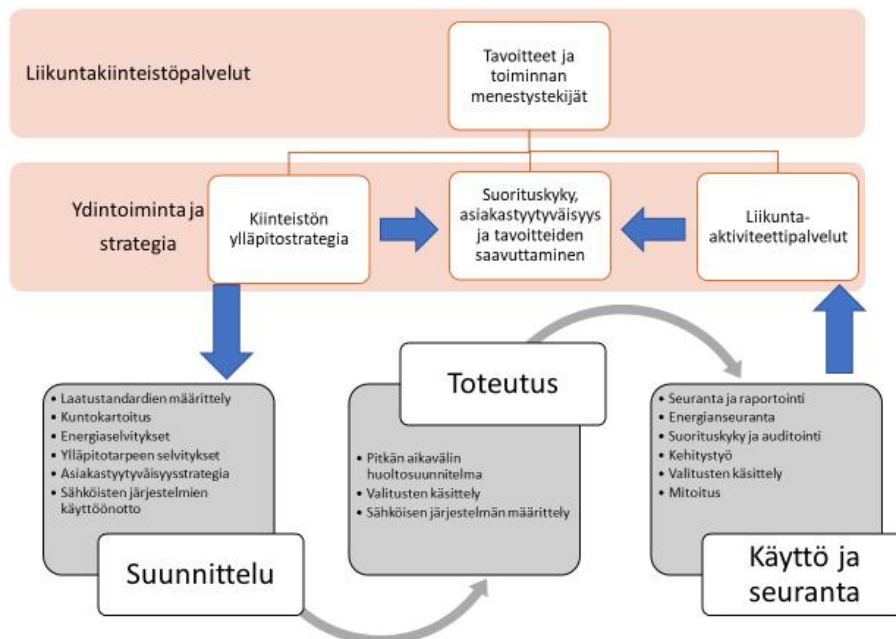 Liikuntakiinteistöpalvelut
Tavoitteet ja
toiminnan
menestystekijät
Ydintoiminta ja
strategia
Kiinteistön
ylläpitostrategia
Suorituskyky,
asiakastyytyväisyys
ja tavoitteiden
saavuttaminen
Liikunta-
aktiviteettipalvelut
• Laatustandardien määrittely
• Kuntokartoitus
• Energiaselvitykset
• Ylläpitotarpeen selvitykset
• Asiakastyytyväisyysstrategia
• Sähköisten järjestelmien
käyttöönotto
Suunnittelu
Toteutus
• Pitkän aikavälin
huoltosuunnitelma
• Valitusten käsittely
• Sähköisen järjestelmän määrittely
• Seuranta ja raportointi
• Energianseuranta
• Suorituskyky ja auditointi
• Kehitystyö
• Valitusten käsittely
• Mitoitus
Käyttö ja
seuranta